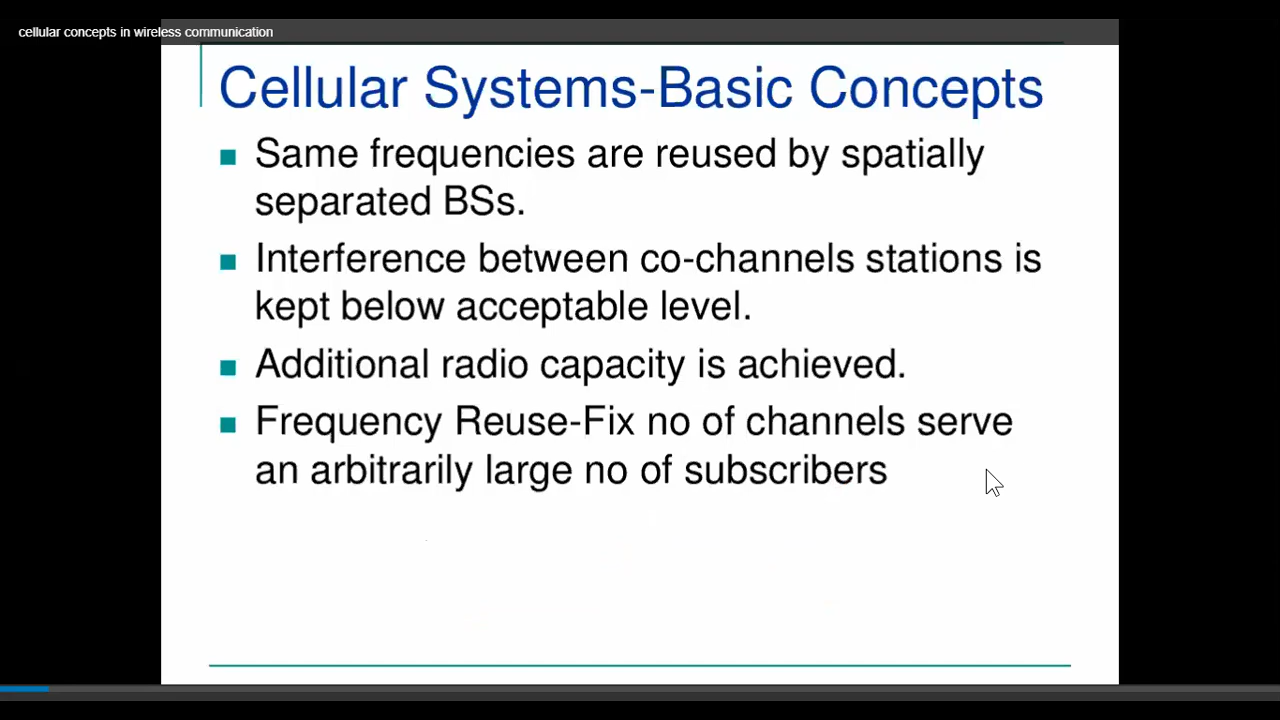 cellular concepts in wireless communication
Cellular Systems-Basic Concepts
Same frequencies are reused by spatially
separated BSs.
Interference between co-channels stations is
kept below acceptable level.
Additional radio capacity is achieved.
Frequency Reuse-Fix no of channels serve
an arbitrarily large no of subscribers